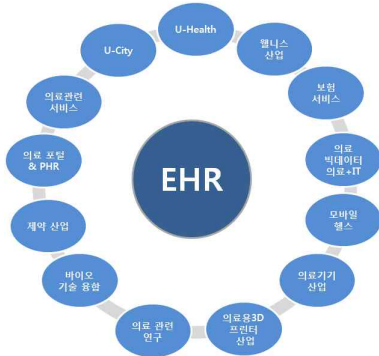 U-Health
웰니스
산업
보험
서비스
의료
빅데이터
의료+IT
모바일
헬스
의료기기
산업
의료용3D
프린터
산업
의료 관련
연구
바이오
기술 융합
제약 산업
의료 포털
& PHR
의료관련
서비스
U-City
EHR